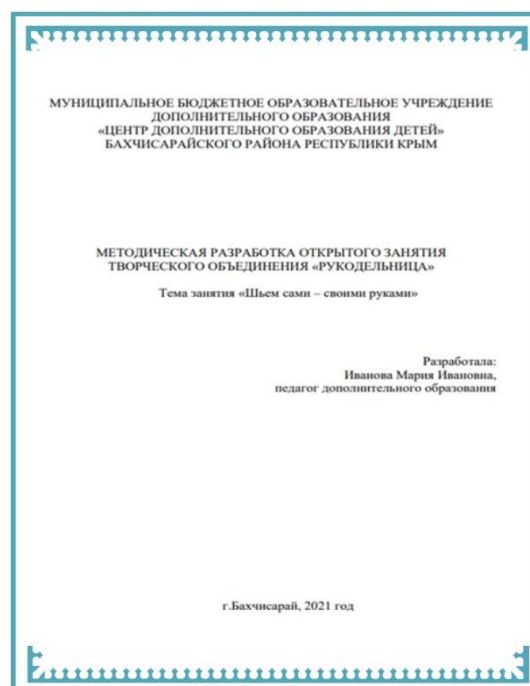 МУНИЦИПАЛЬНОЕ БЮДЖЕТНОЕ ОБРАЗОВАТЕЛЬНОЕ УЧРЕЖДЕНИЕ
ДОПОЛНИТЕЛЬНОГО ОБРАЗОВАНИЯ
«ЦЕНТР ДОПОЛНИТЕЛЬНОГО ОБРАЗОВАНИЯ ДЕТЕЙ»
БАХЧИСАРАЙСКОГО РАЙОНА РЕСПУБЛИКИ КРЫМ
МЕТОДИЧЕСКАЯ РАЗРАБОТКА ОТКРЫТОГО ЗАНЯТИЯ
ТВОРЧЕСКОГО ОБЪЕДИНЕНИЯ «РУКОДЕЛЬНИЦА»
Тема занятия «Шьем сами – своими руками»
Разработала:
Иванова Мария Ивановна,
педагог дополнительного образования
г.Бахчисарай, 2021 год